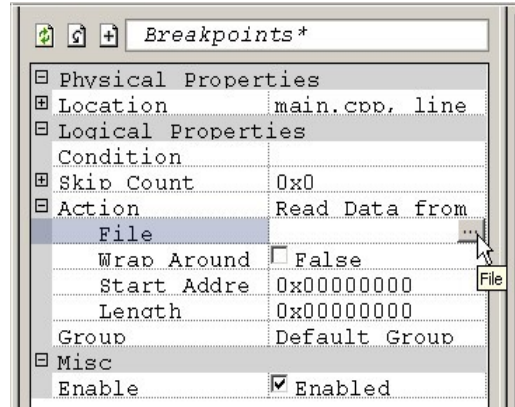 Breakpoints*
Physical Properties
Location main.cpp, line
Logical Properties
Condition
Skip Count 0x0
Action Read Data from
File ...
Wrap Around False
Start Addre 0x00000000
File
Length 0x00000000
Group Default Group
Misc
Enable Enabled